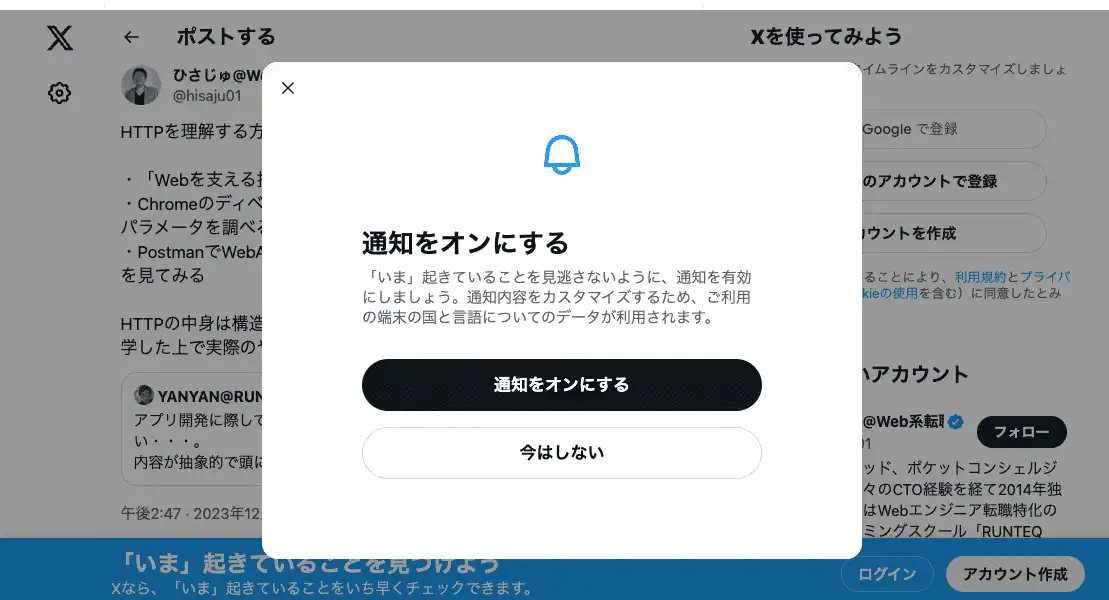 ポストする
ひさじゅ@W
@hisaju01
HTTPを理解する方
・「Webを支える
・Chromeのディベ
パラメータを調べ
・PostmanでWebA
を見てみる
HTTPの中身は構造
学した上で実際の
YANYAN@RUN
アプリ開発に際して
い・・・。
内容が抽象的で頭に
午後2:47 · 2023年12
通知をオンにする
「いま」起きていることを見逃さないように、通知を有効
にしましょう。通知内容をカスタマイズするため、ご利用
の端末の国と言語についてのデータが利用されます。
通知をオンにする
今はしない
Xを使ってみよう
イムラインをカスタマイズしましょ
Google で登録
のアカウントで登録
カウントを作成
ることにより、利用規約とプライバ
kieの使用を含む）に同意したとみ
いアカウント
@Web系転職
フォロー
01
ッド、ポケットコンシェルジ
々のCTO経験を経て2014年独
はWebエンジニア転職特化の
ミングスクール「RUNTEQ
「いま」起きていることを見つけよう
Xなら、「いま」起きていることをいち早くチェックできます。
ログイン
アカウント作成